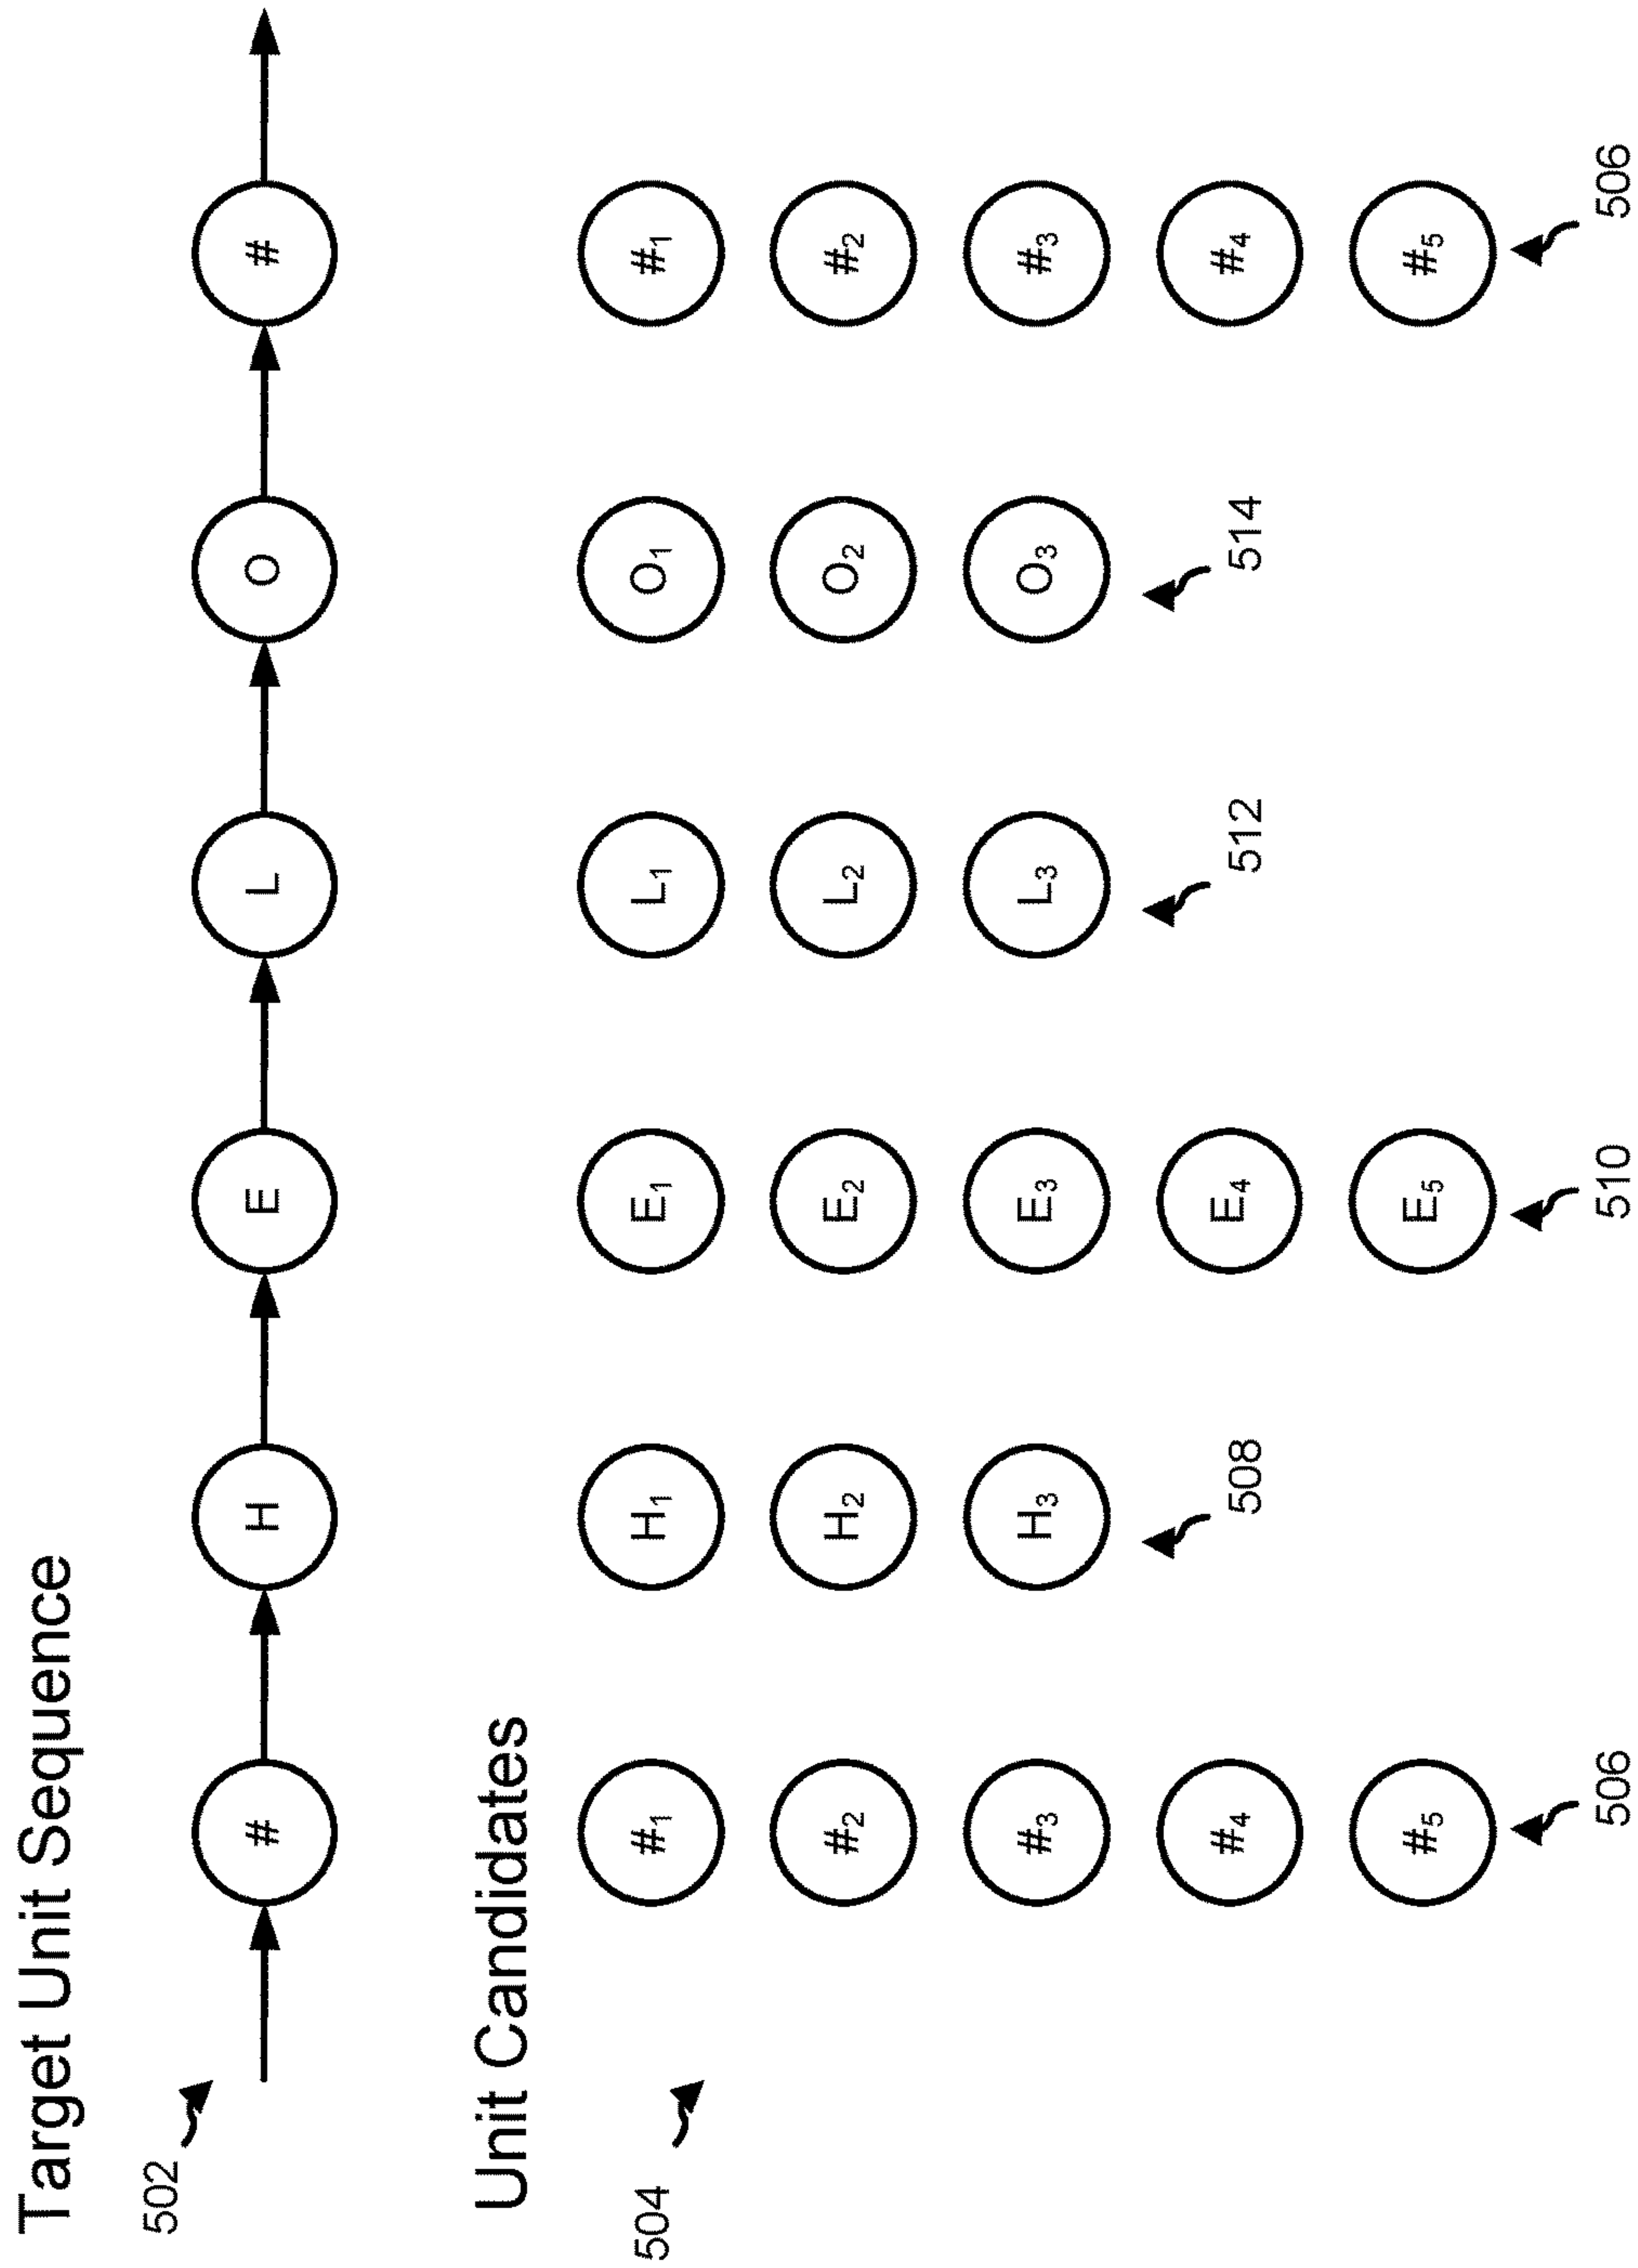 Target Unit Sequence
502
# H E L O #
Unit Candidates
504
#₁ H₁ E₁ L₁ O₁ #₁
#₂ H₂ E₂ L₂ O₂ #₂
#₃ H₃ E₃ L₃ O₃ #₃
508 512 514
#₄ E₄ #₄
#₅ E₅ #₅
506 510 506